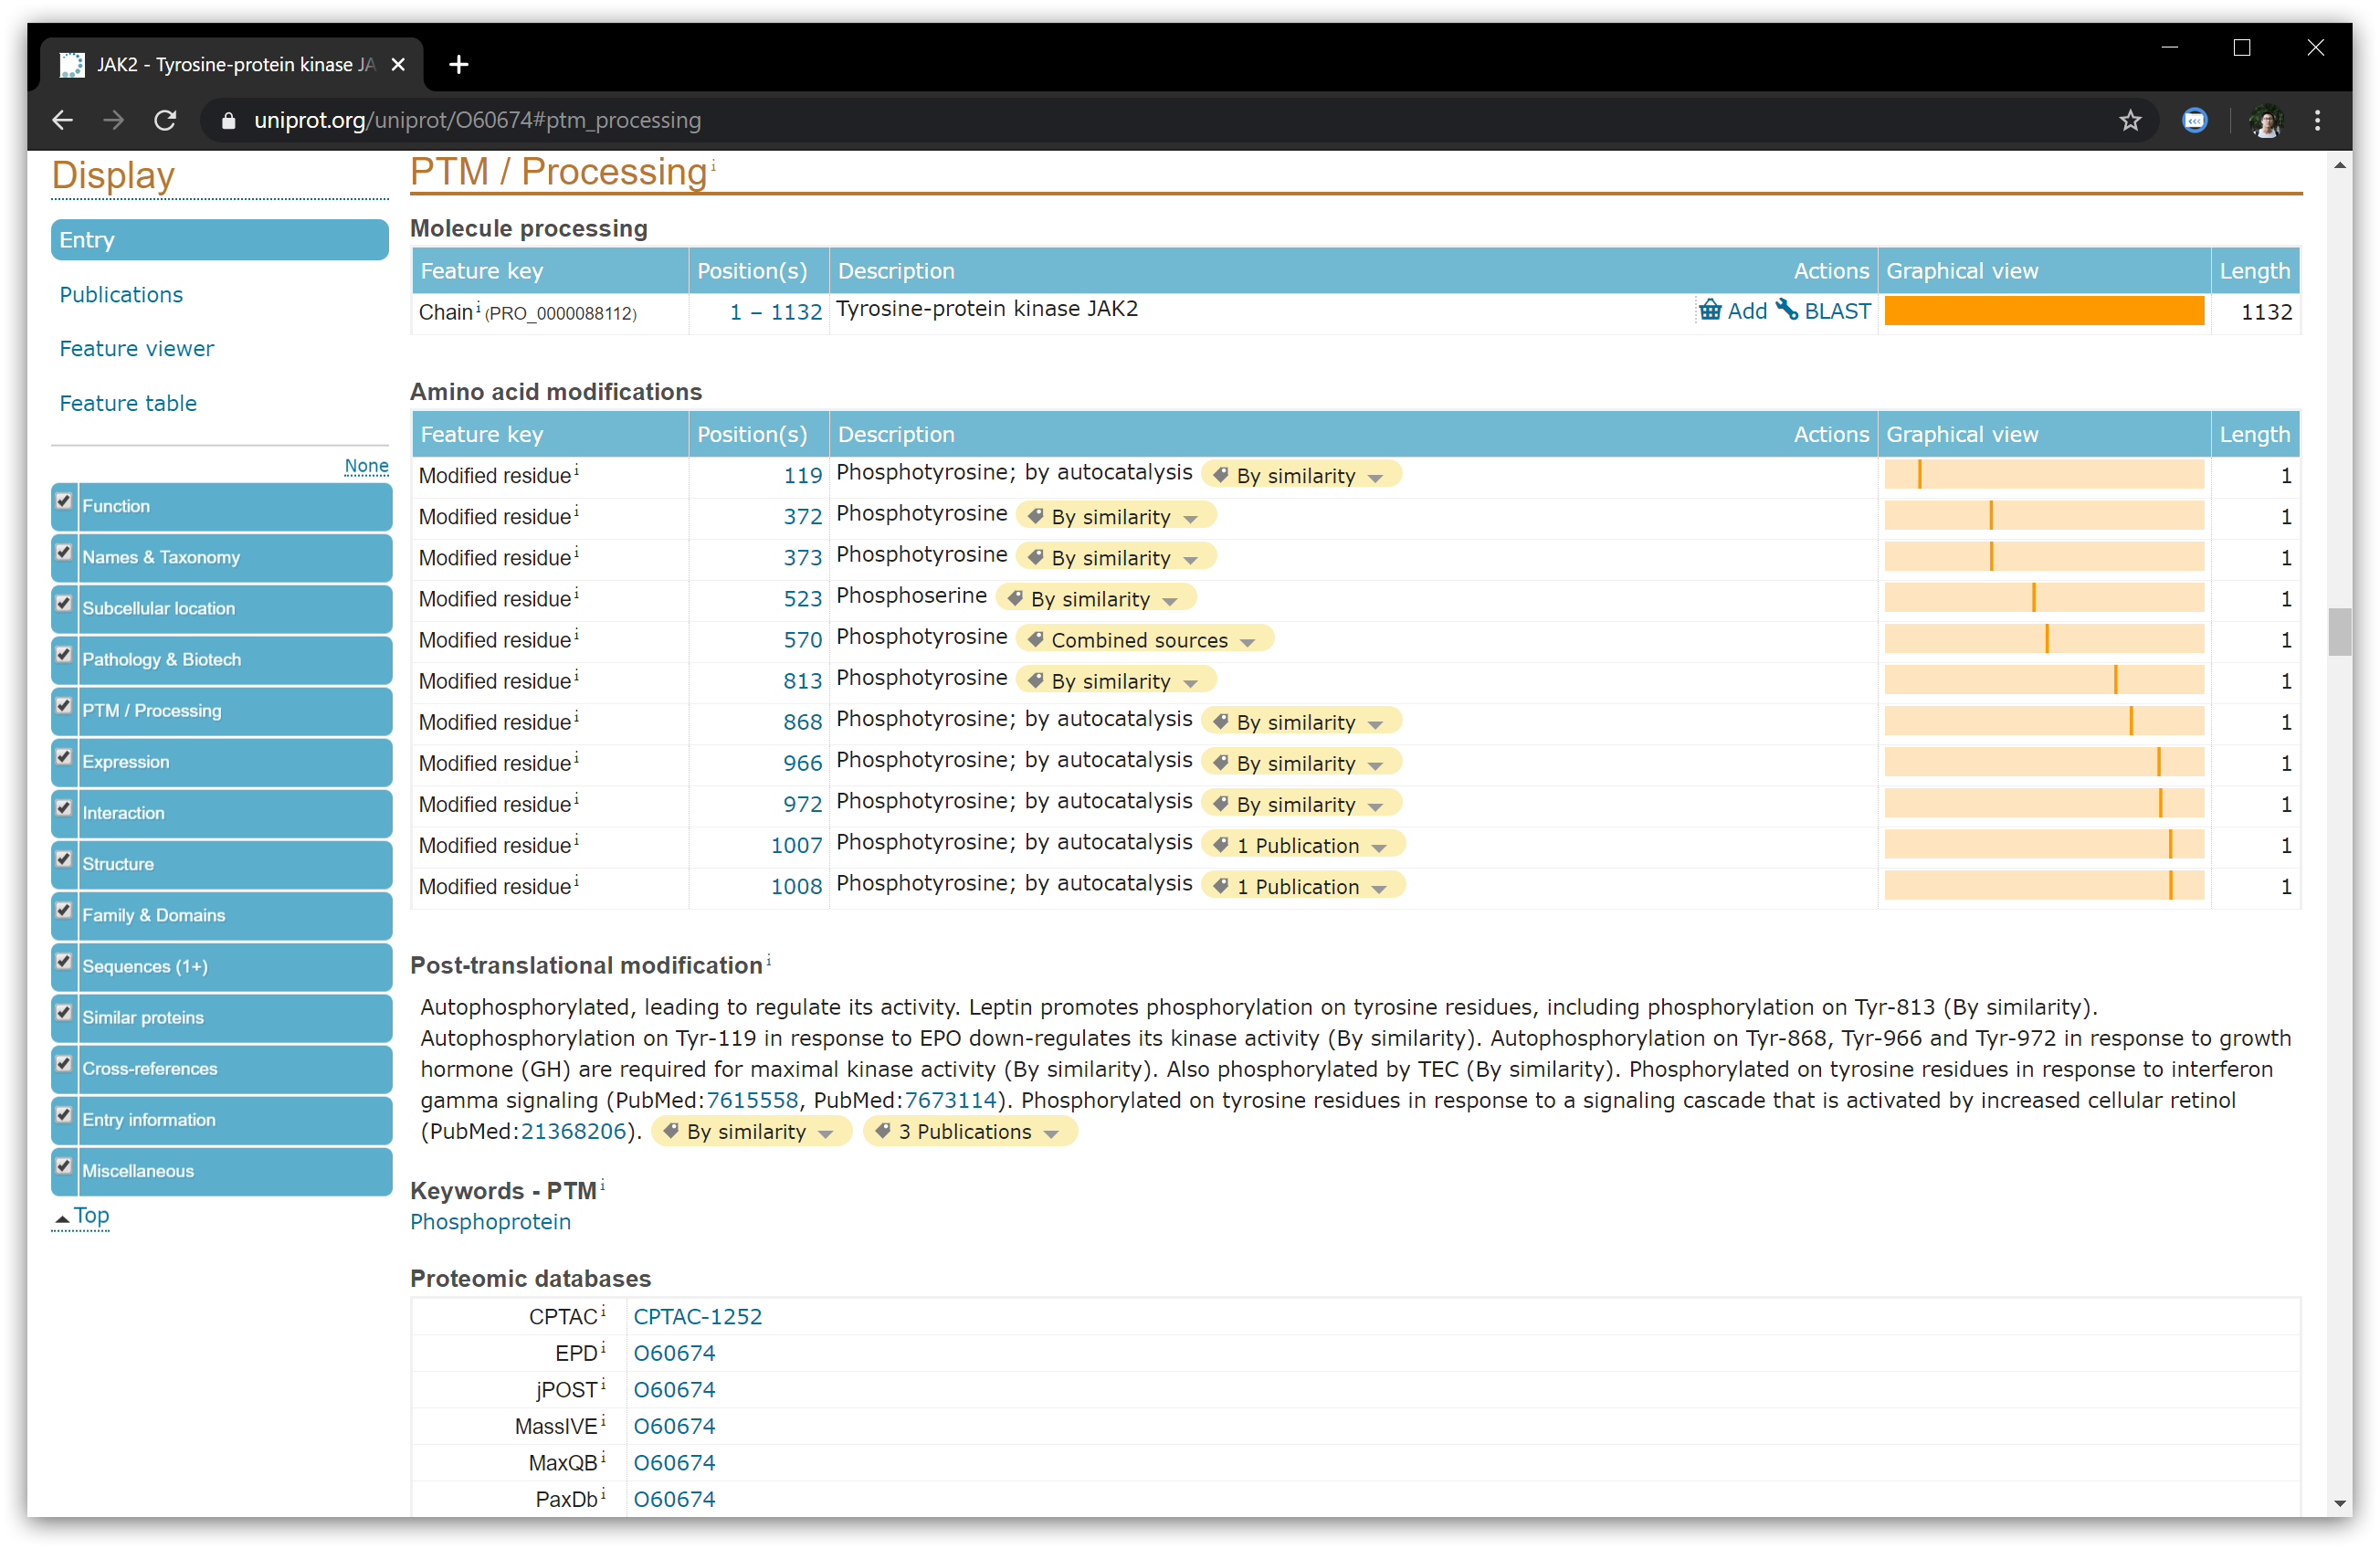 JAK2 - Tyrosine-protein kinase JA
uniprot.org/uniprot/O60674#ptm_processing
Display
Entry
Publications
Feature viewer
Feature table
None
Function
Names & Taxonomy
Subcellular location
Pathology & Biotech
PTM / Processing
Expression
Interaction
Structure
Family & Domains
Sequences (1+)
Similar proteins
Cross-references
Entry information
Miscellaneous
Top
PTM / Processing i
Molecule processing
Feature key Position(s) Description Actions Graphical view Length
Chain i (PRO_0000088112) 1 – 1132 Tyrosine-protein kinase JAK2 Add BLAST 1132
Amino acid modifications
Feature key Position(s) Description Actions Graphical view Length
Modified residue i 119 Phosphotyrosine; by autocatalysis By similarity 1
Modified residue i 372 Phosphotyrosine By similarity 1
Modified residue i 373 Phosphotyrosine By similarity 1
Modified residue i 523 Phosphoserine By similarity 1
Modified residue i 570 Phosphotyrosine Combined sources 1
Modified residue i 813 Phosphotyrosine By similarity 1
Modified residue i 868 Phosphotyrosine; by autocatalysis By similarity 1
Modified residue i 966 Phosphotyrosine; by autocatalysis By similarity 1
Modified residue i 972 Phosphotyrosine; by autocatalysis By similarity 1
Modified residue i 1007 Phosphotyrosine; by autocatalysis 1 Publication 1
Modified residue i 1008 Phosphotyrosine; by autocatalysis 1 Publication 1
Post-translational modification i
Autophosphorylated, leading to regulate its activity. Leptin promotes phosphorylation on tyrosine residues, including phosphorylation on Tyr-813 (By similarity).
Autophosphorylation on Tyr-119 in response to EPO down-regulates its kinase activity (By similarity). Autophosphorylation on Tyr-868, Tyr-966 and Tyr-972 in response to growth
hormone (GH) are required for maximal kinase activity (By similarity). Also phosphorylated by TEC (By similarity). Phosphorylated on tyrosine residues in response to interferon
gamma signaling (PubMed:7615558, PubMed:7673114). Phosphorylated on tyrosine residues in response to a signaling cascade that is activated by increased cellular retinol
(PubMed:21368206). By similarity 3 Publications
Keywords - PTM i
Phosphoprotein
Proteomic databases
CPTAC i CPTAC-1252
EPD i O60674
jPOST i O60674
MassIVE i O60674
MaxQB i O60674
PaxDb i O60674